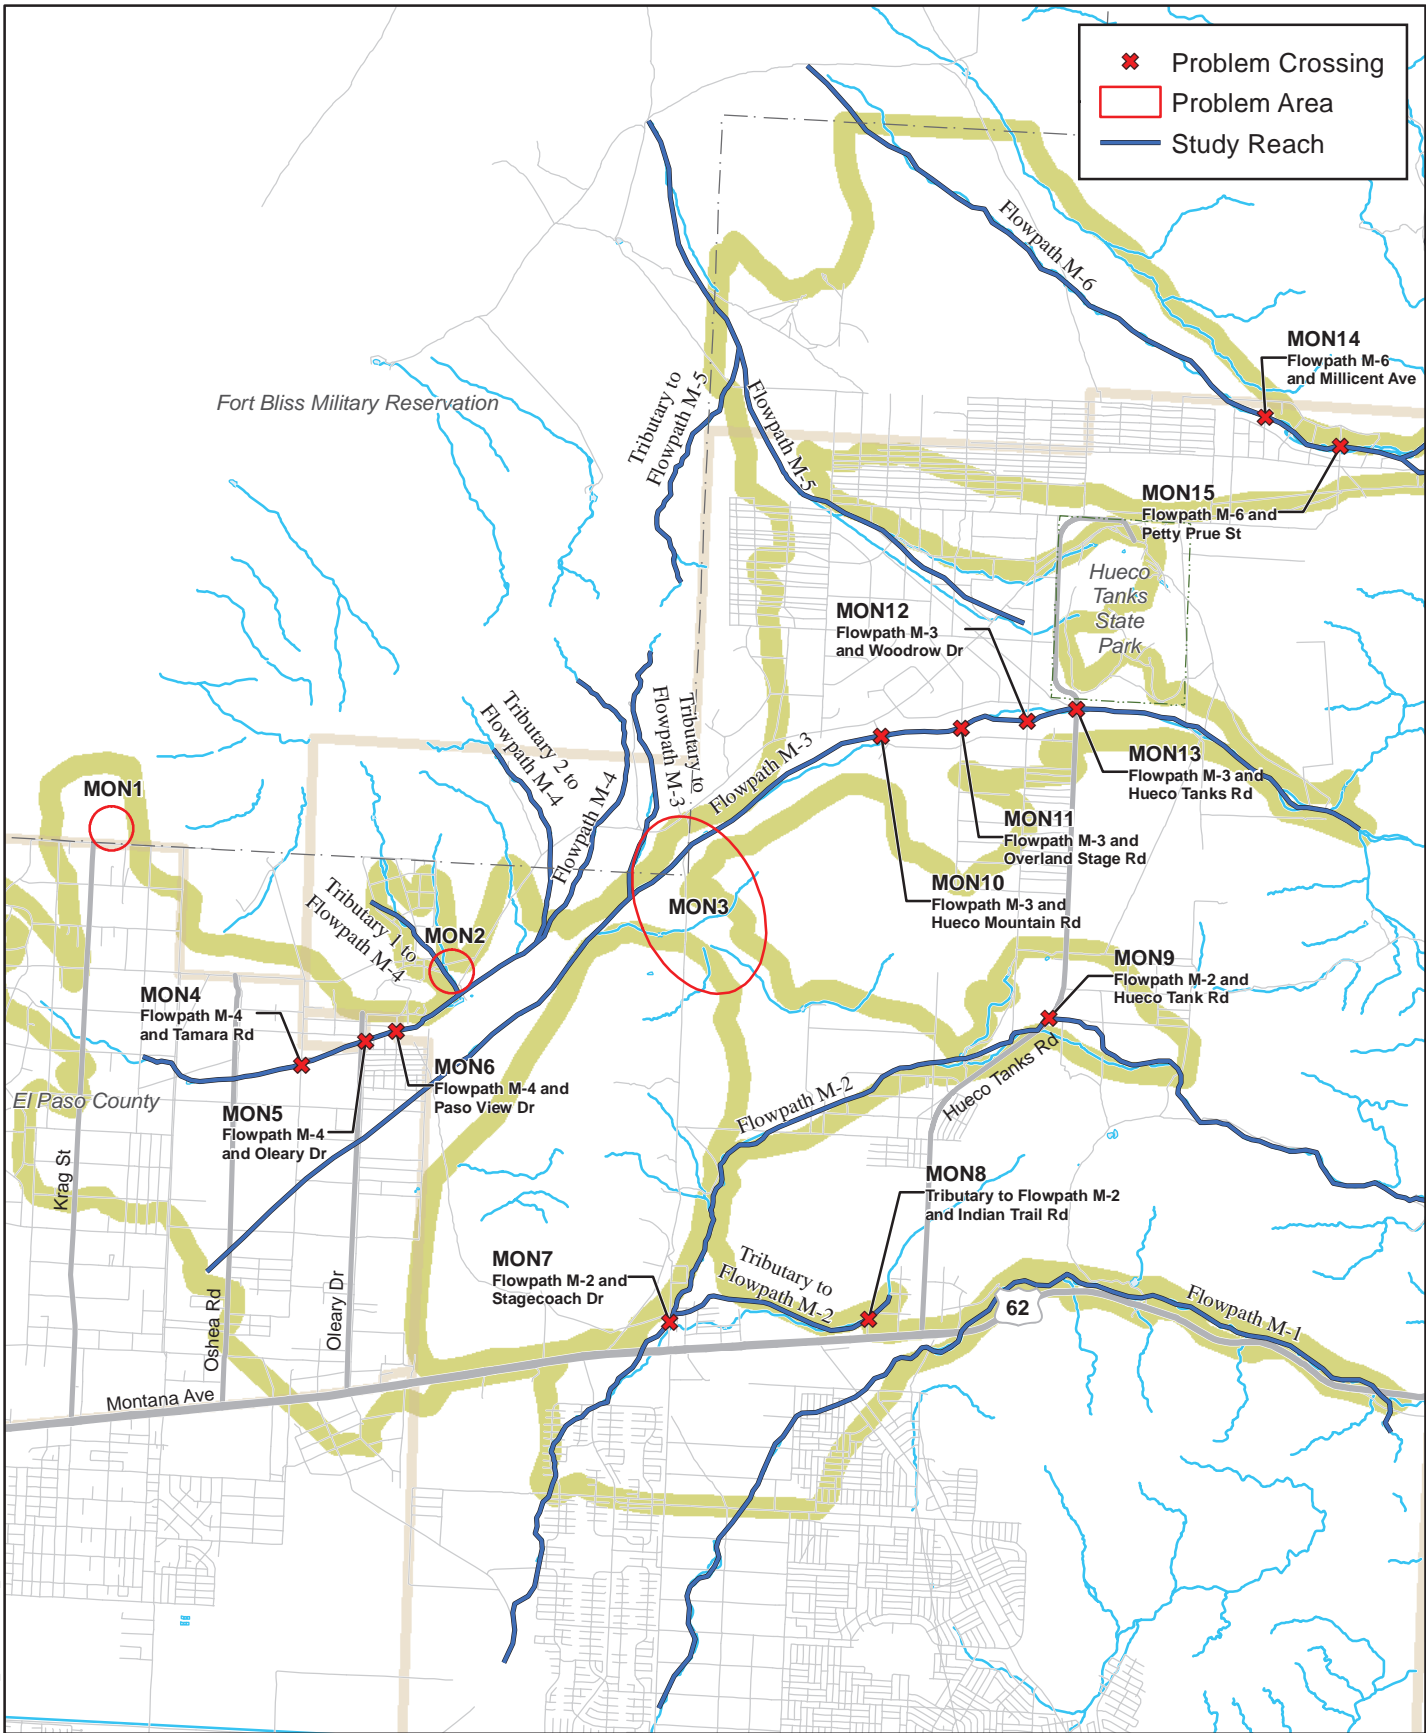 Problem Crossing
Problem Area
Study Reach
Flowpath M-6
MON14
Flowpath M-6
and Millicent Ave
Fort Bliss Military Reservation
Tributary to
Flowpath M-5
Flowpath M-5
MON15
Flowpath M-6 and
Petty Prue St
Hueco
Tanks
State
Park
MON12
Flowpath M-3
and Woodrow Dr
Tributary 2 to
Flowpath M-4
Flowpath M-4
Tributary to
Flowpath M-3
Flowpath M-3
MON13
Flowpath M-3 and
Hueco Tanks Rd
MON1
MON11
Flowpath M-3 and
Overland Stage Rd
MON10
Flowpath M-3 and
Hueco Mountain Rd
MON3
Tributary 1 to
Flowpath M-4
MON2
MON9
Flowpath M-2 and
Hueco Tank Rd
MON4
Flowpath M-4
and Tamara Rd
MON6
Flowpath M-4 and
Paso View Dr
Hueco Tanks Rd
El Paso County
MON5
Flowpath M-4
and Oleary Dr
Flowpath M-2
Krag St
MON8
Tributary to Flowpath M-2
and Indian Trail Rd
MON7
Flowpath M-2 and
Stagecoach Dr
Tributary to
Flowpath M-2
Oshea Rd
Oleary Dr
62
Flowpath M-1
Montana Ave